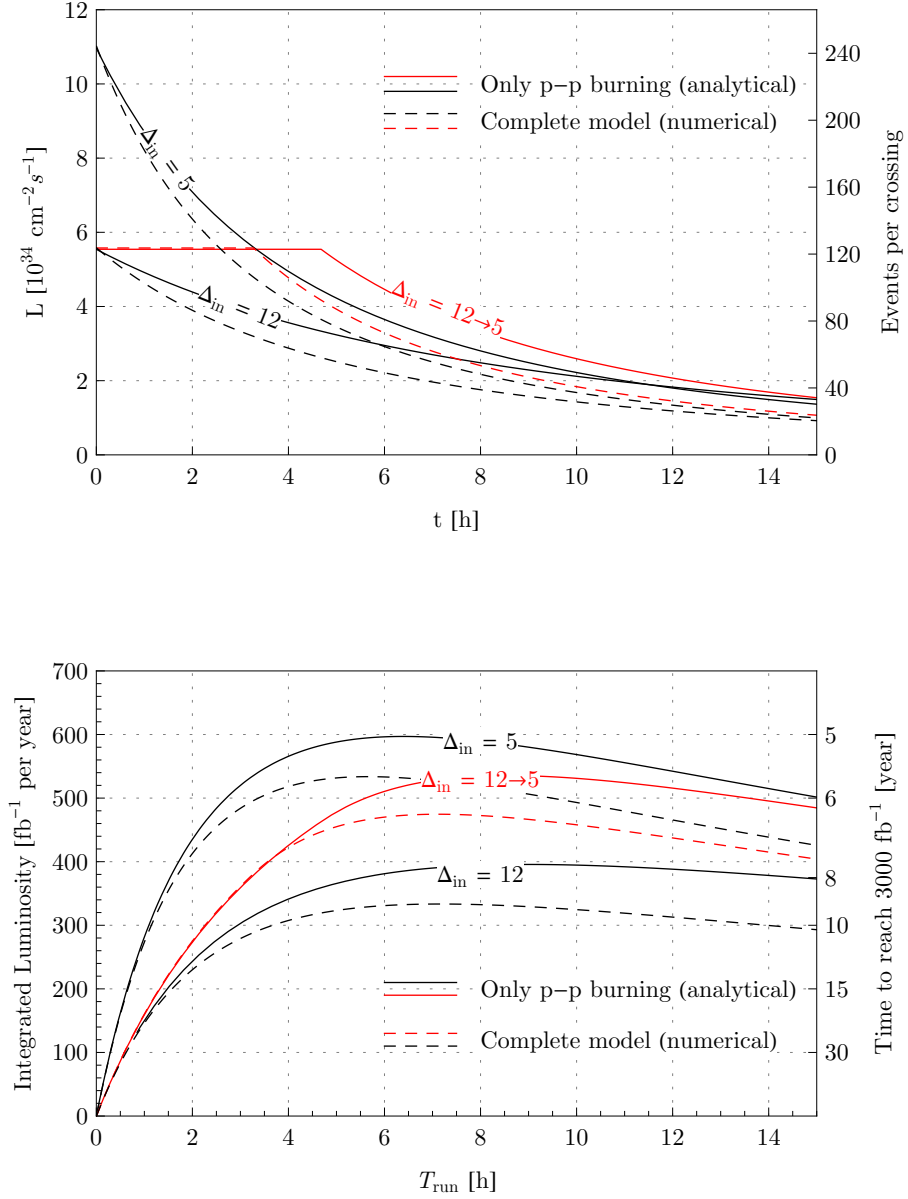 12
10
8
6
4
2
0
L [10³⁴ cm⁻²s⁻¹]
240
200
160
120
80
40
0
Events per crossing
Only p−p burning (analytical)
Complete model (numerical)
Δin = 5
Δin = 12
Δin = 12→5
0 2 4 6 8 10 12 14
t [h]
700
600
500
400
300
200
100
0
Integrated Luminosity [fb⁻¹ per year]
5
6
8
10
15
30
Time to reach 3000 fb⁻¹ [year]
Δin = 5
Δin = 12→5
Δin = 12
Only p−p burning (analytical)
Complete model (numerical)
0 2 4 6 8 10 12 14
Trun [h]